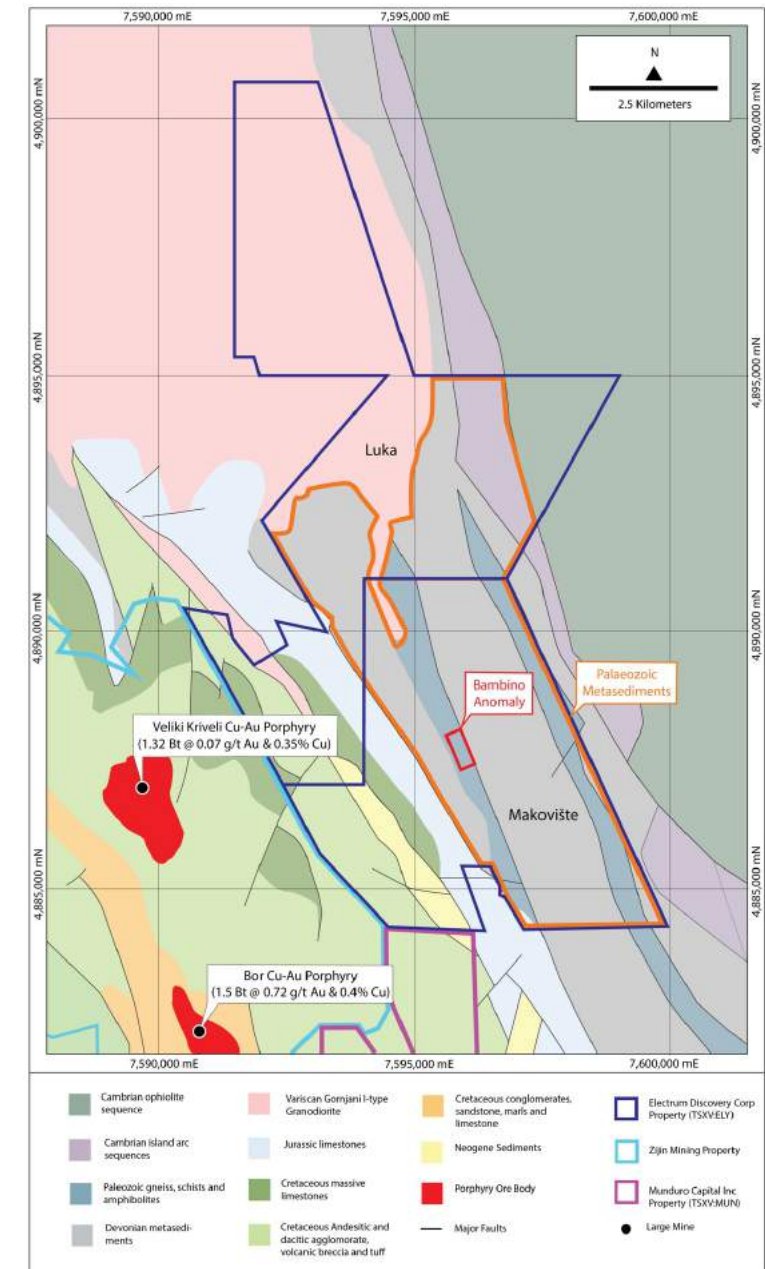 7,590,000 mE
7,595,000 mE
7,600,000 mE
N
2.5 Kilometers
4,900,000 mN
4,900,000 mN
4,895,000 mN
4,895,000 mN
Luka
4,890,000 mN
4,890,000 mN
Palaeozoic
Metasediments
Bambino
Anomaly
Veliki Kriveli Cu-Au Porphyry
(1.32 Bt @ 0.07 g/t Au & 0.35% Cu)
Makovište
4,885,000 mN
4,885,000 mN
Bor Cu-Au Porphyry
(1.5 Bt @ 0.72 g/t Au & 0.4% Cu)
7,590,000 mE
7,595,000 mE
7,600,000 mE
Cambrian ophiolite
sequence
Cambrian island arc
sequences
Paleozoic gneiss, schists and
amphibolites
Devonian metasedi-
ments
Variscan Gornjani I-type
Granodiorite
Jurassic limestones
Cretaceous massive
limestones
Cretaceous Andesitic and
dacitic agglomorate,
volcanic breccia and tuff
Cretaceous conglomerates,
sandstone, marls and
limestone
Neogene Sediments
Porphyry Ore Body
Major Faults
Electrum Discovery Corp
Property (TSXV:ELY)
Zijin Mining Property
Munduro Capital Inc
Property (TSXV:MUN)
Large Mine